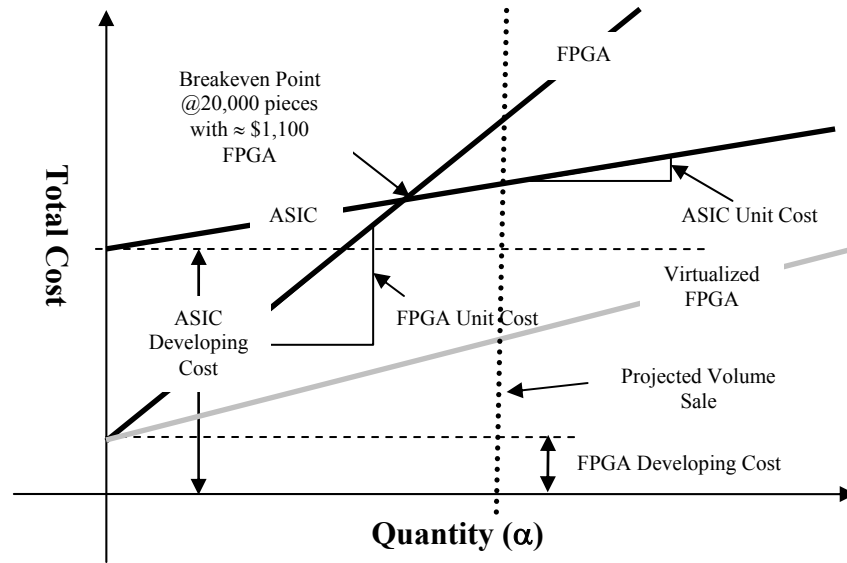 FPGA
Breakeven Point
@20,000 pieces
with ≈ $1,100
FPGA
ASIC
ASIC Unit Cost
Total Cost
Virtualized
FPGA
FPGA Unit Cost
ASIC
Developing
Cost
Projected Volume
Sale
FPGA Developing Cost
Quantity (α)